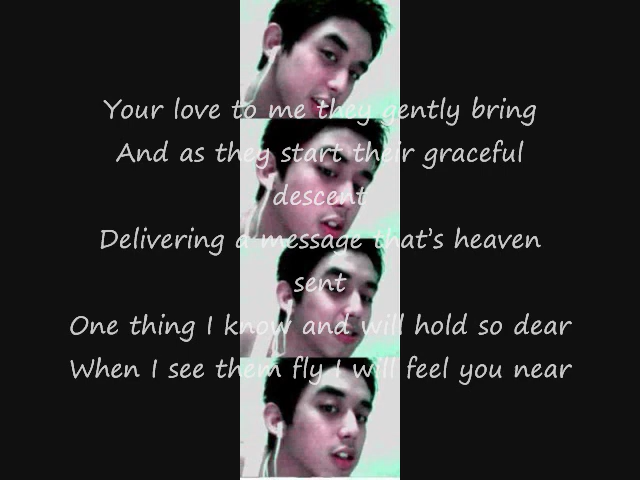 Your love to me they gently bring
And as they start their graceful
descent
Delivering a message that's heaven
sent
One thing I know and will hold so dear
When I see them fly I will feel you near